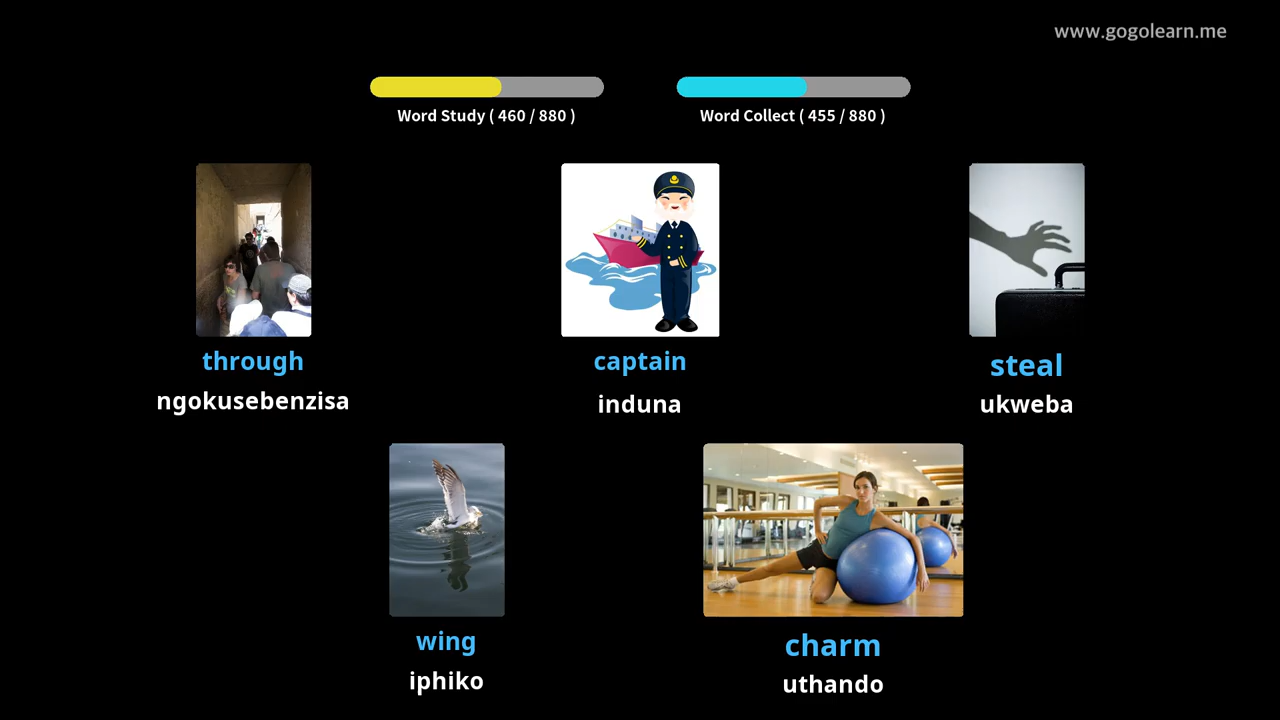 www.gogolearn.me
Word Study ( 460 / 880 )
Word Collect ( 455 / 880 )
through
captain
steal
ngokusebenzisa
induna
ukweba
wing
charm
iphiko
uthando